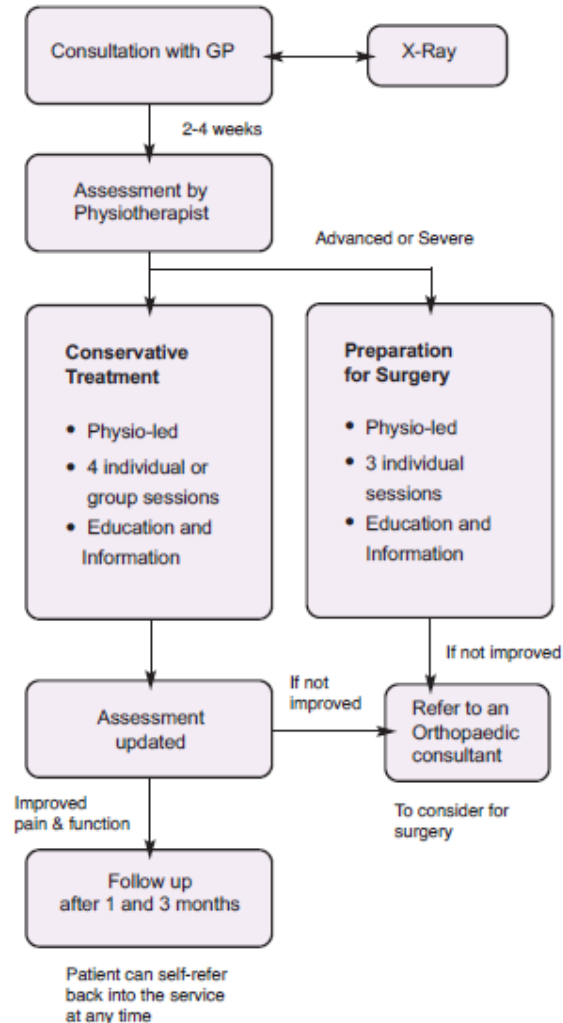 Consultation with GP
X-Ray
2-4 weeks
Assessment by
Physiotherapist
Advanced or Severe
Conservative
Treatment
• Physio-led
• 4 individual or
group sessions
• Education and
Information
Preparation
for Surgery
• Physio-led
• 3 individual
sessions
• Education and
Information
If not improved
Assessment
updated
If not
improved
Refer to an
Orthopaedic
consultant
To consider for
surgery
Improved
pain & function
Follow up
after 1 and 3 months
Patient can self-refer
back into the service
at any time